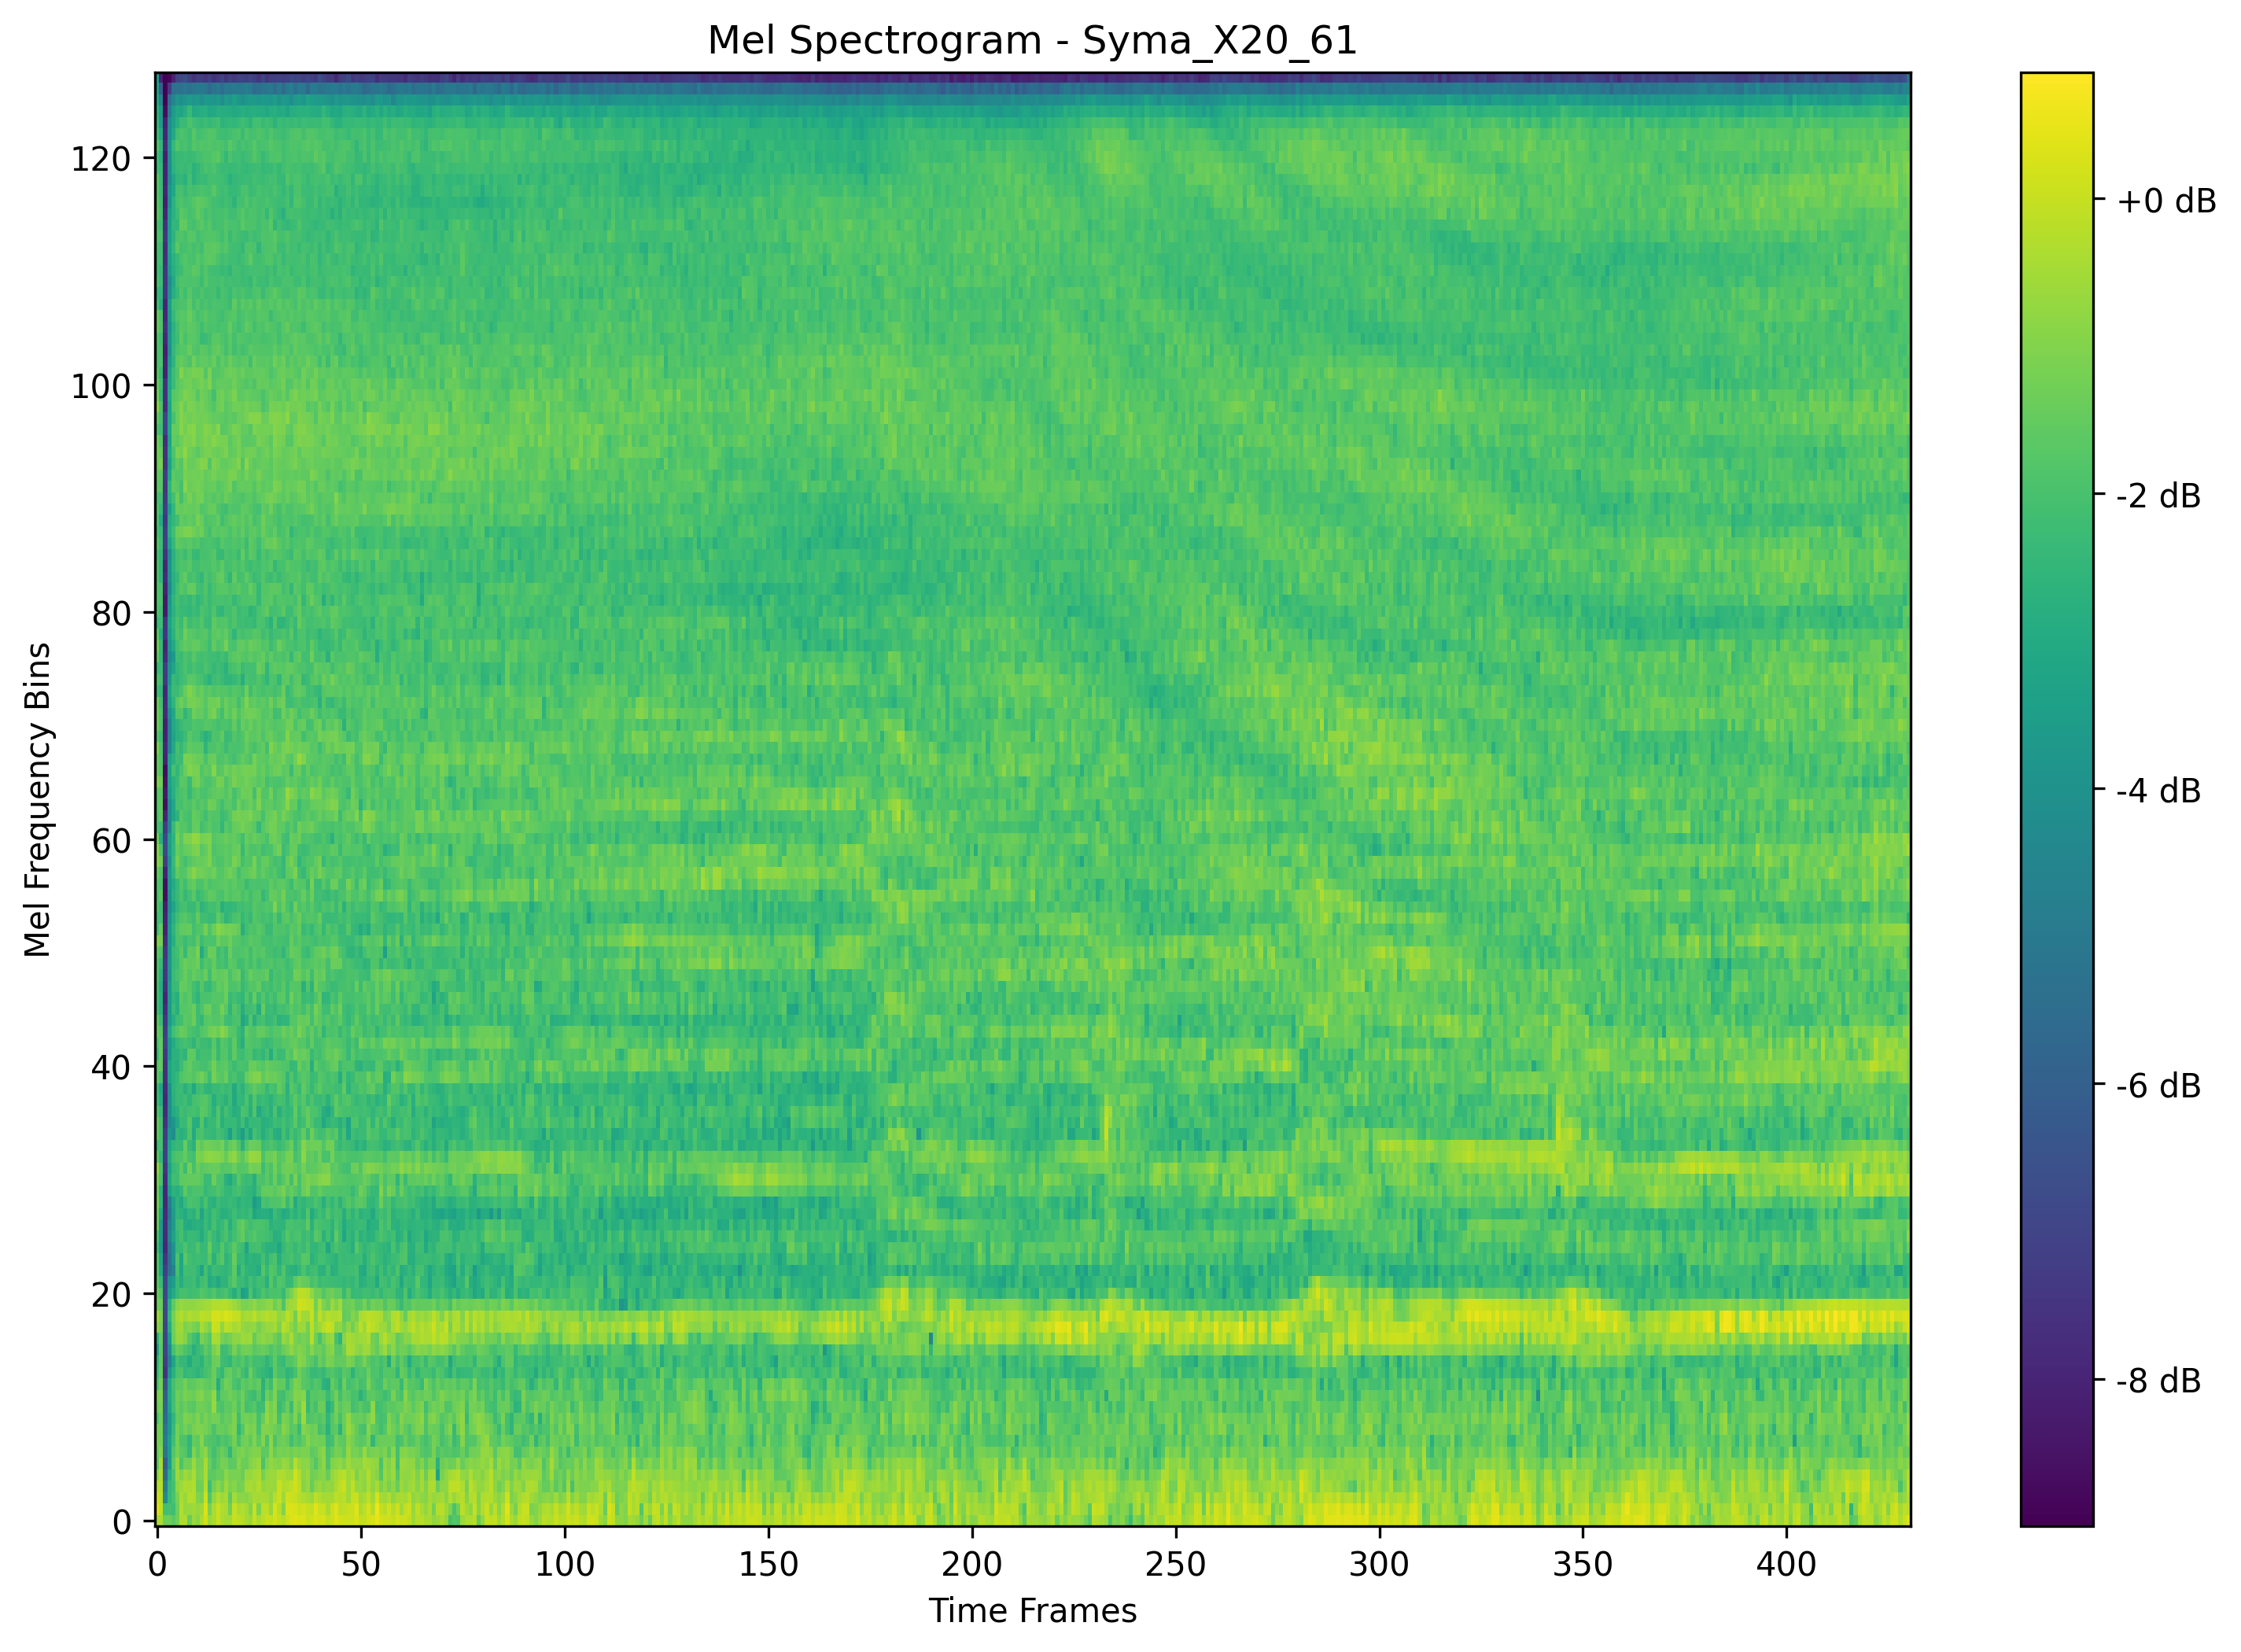 Mel Spectrogram - Syma_X20_61
120
100
80
60
40
20
0
Mel Frequency Bins
0 50 100 150 200 250 300 350 400
Time Frames
+0 dB
-2 dB
-4 dB
-6 dB
-8 dB